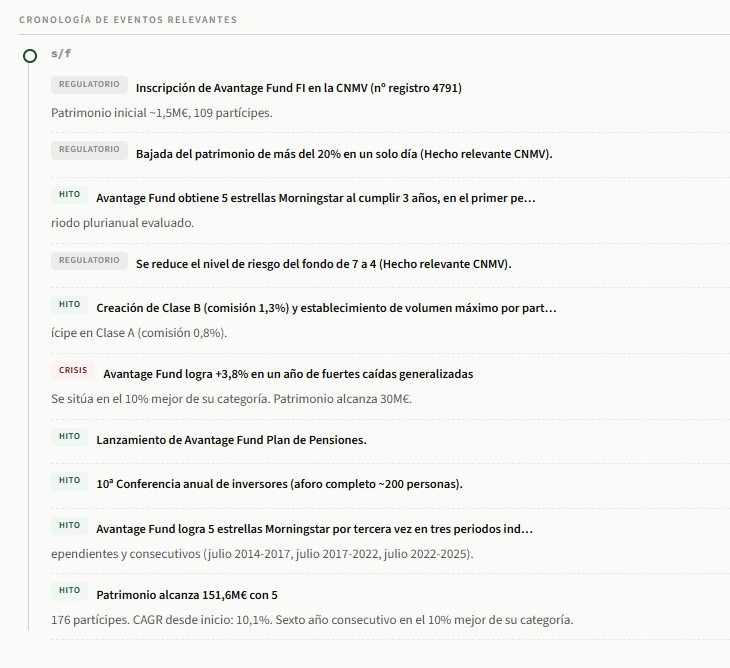 CRONOLOGÍA DE EVENTOS RELEVANTES
s/f
REGULATORIO Inscripción de Avantage Fund FI en la CNMV (nº registro 4791)
Patrimonio inicial ~1,5M€, 109 partícipes.
REGULATORIO Bajada del patrimonio de más del 20% en un solo día (Hecho relevante CNMV).
HITO Avantage Fund obtiene 5 estrellas Morningstar al cumplir 3 años, en el primer pe…
riodo plurianual evaluado.
REGULATORIO Se reduce el nivel de riesgo del fondo de 7 a 4 (Hecho relevante CNMV).
HITO Creación de Clase B (comisión 1,3%) y establecimiento de volumen máximo por part…
ícipe en Clase A (comisión 0,8%).
CRISIS Avantage Fund logra +3,8% en un año de fuertes caídas generalizadas
Se sitúa en el 10% mejor de su categoría. Patrimonio alcanza 30M€.
HITO Lanzamiento de Avantage Fund Plan de Pensiones.
HITO 10ª Conferencia anual de inversores (aforo completo ~200 personas).
HITO Avantage Fund logra 5 estrellas Morningstar por tercera vez en tres periodos ind…
ependientes y consecutivos (julio 2014-2017, julio 2017-2022, julio 2022-2025).
HITO Patrimonio alcanza 151,6M€ con 5
176 partícipes. CAGR desde inicio: 10,1%. Sexto año consecutivo en el 10% mejor de su categoría.